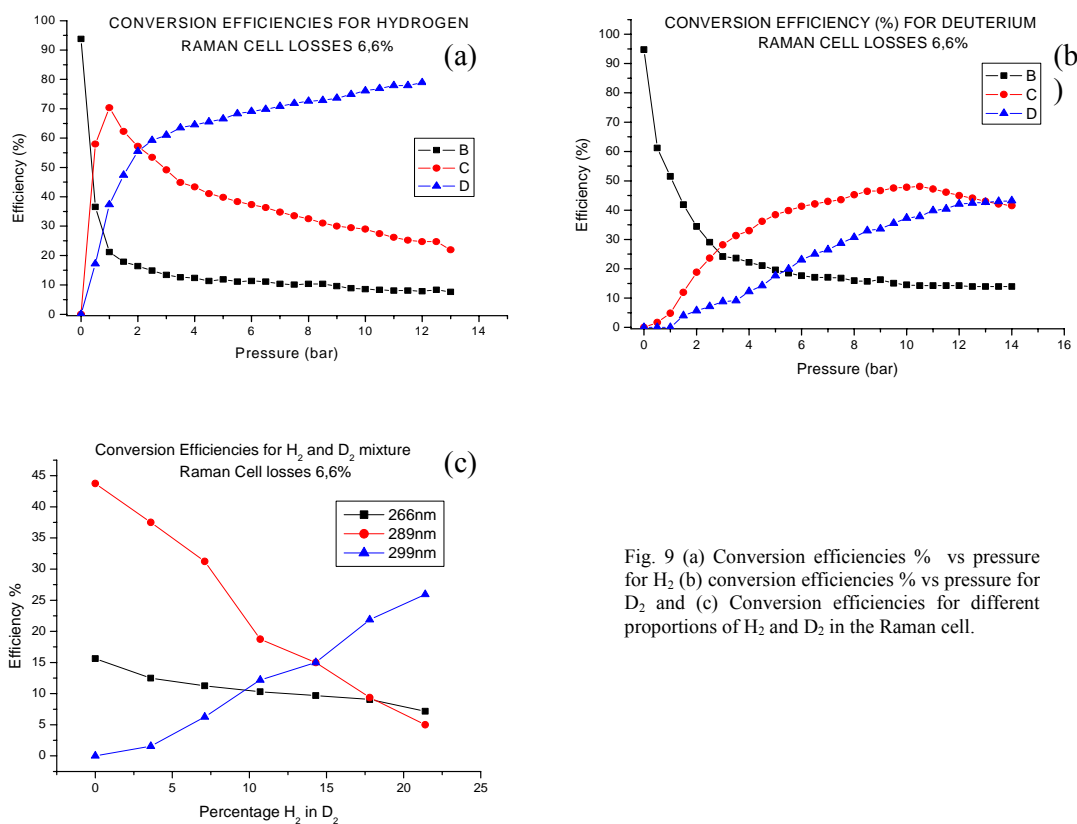 CONVERSION EFFICIENCIES FOR HYDROGEN
RAMAN CELL LOSSES 6,6%
(a)
100
90
80
70
60
50
40
30
20
10
0
Efficiency (%)
B
C
D
0 2 4 6 8 10 12 14
Pressure (bar)
CONVERSION EFFICIENCY (%) FOR DEUTERIUM
RAMAN CELL LOSSES 6,6%
(b
)
100
90
80
70
60
50
40
30
20
10
0
Efficiency (%)
B
C
D
0 2 4 6 8 10 12 14 16
Pressure (bar)
Conversion Efficiencies for H2 and D2 mixture
Raman Cell losses 6,6%
(c)
45
40
35
30
25
20
15
10
5
0
Efficiency %
266nm
289nm
299nm
0 5 10 15 20 25
Percentage H2 in D2
Fig. 9 (a) Conversion efficiencies % vs pressure
for H2 (b) conversion efficiencies % vs pressure for
D2 and (c) Conversion efficiencies for different
proportions of H2 and D2 in the Raman cell.